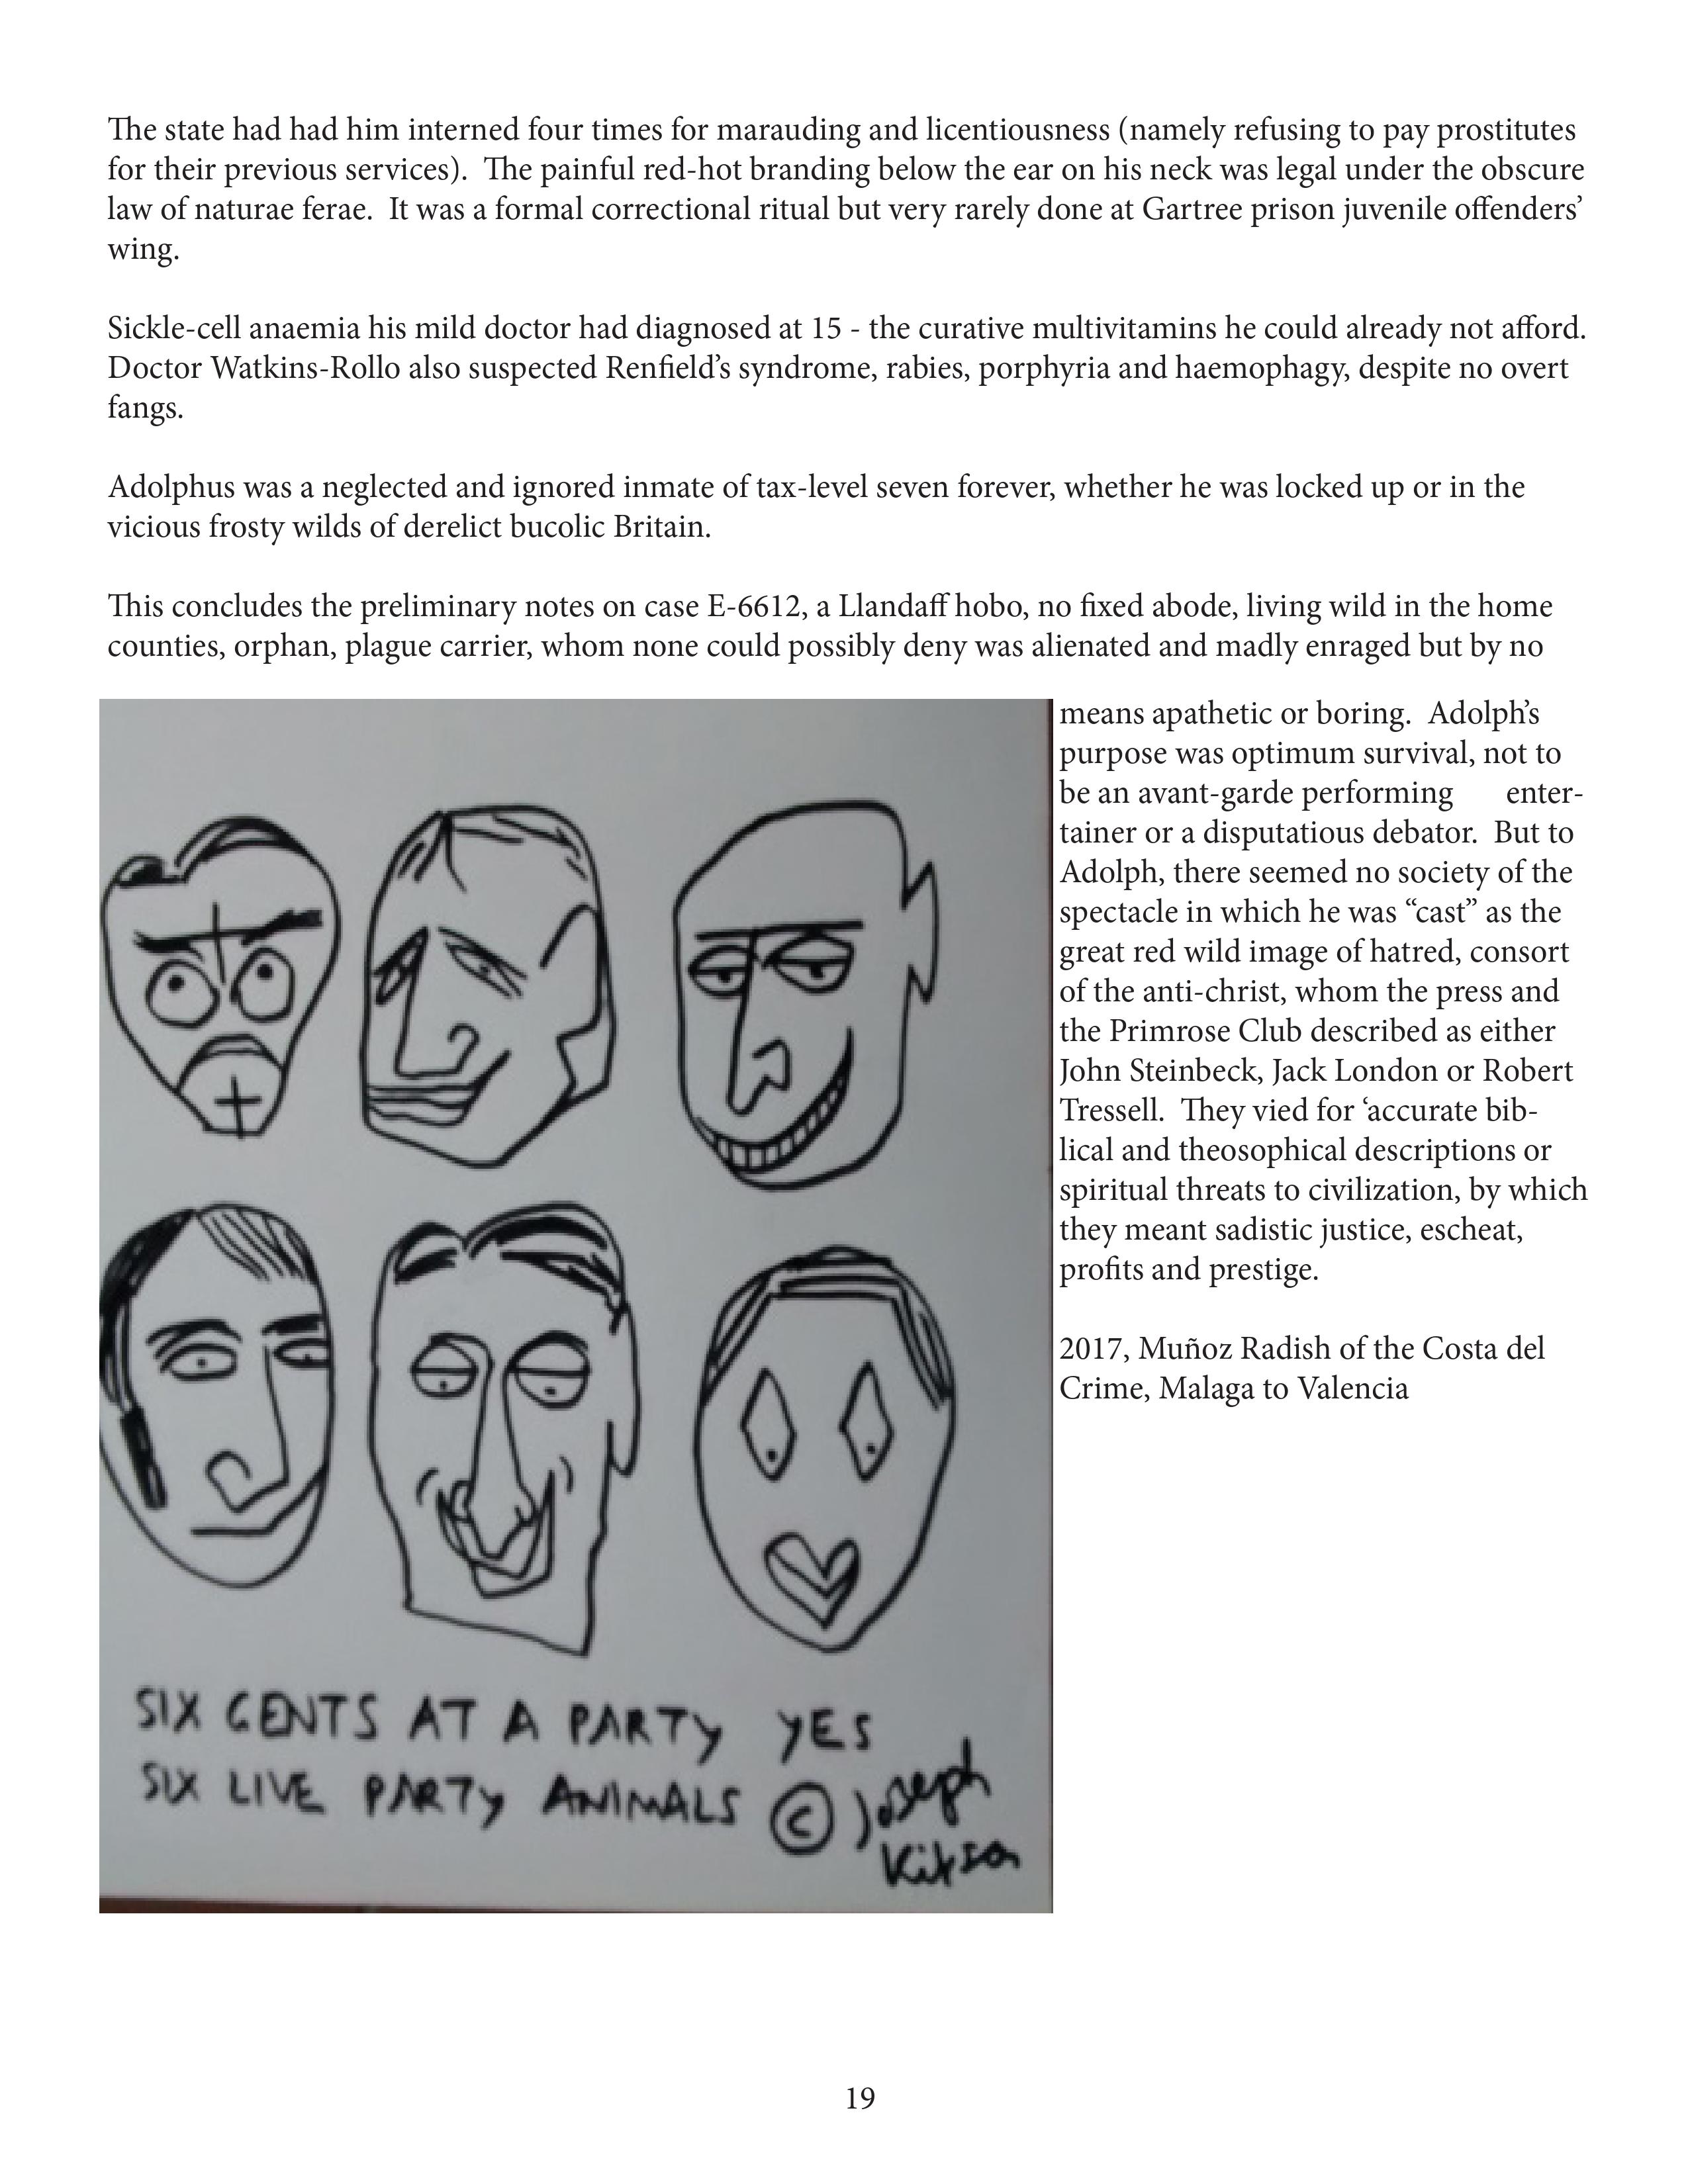 The state had had him interned four times for marauding and licentiousness (namely refusing to pay prostitutes
for their previous services).  The painful red-hot branding below the ear on his neck was legal under the obscure
law of naturae ferae.  It was a formal correctional ritual but very rarely done at Gartree prison juvenile offenders’
wing.
Sickle-cell anaemia his mild doctor had diagnosed at 15 - the curative multivitamins he could already not afford.
Doctor Watkins-Rollo also suspected Renfield’s syndrome, rabies, porphyria and haemophagy, despite no overt
fangs.
Adolphus was a neglected and ignored inmate of tax-level seven forever, whether he was locked up or in the
vicious frosty wilds of derelict bucolic Britain.
This concludes the preliminary notes on case E-6612, a Llandaff hobo, no fixed abode, living wild in the home
counties, orphan, plague carrier, whom none could possibly deny was alienated and madly enraged but by no
means apathetic or boring.  Adolph’s
purpose was optimum survival, not to
be an avant-garde performing enter-
tainer or a disputatious debator.  But to
Adolph, there seemed no society of the
spectacle in which he was “cast” as the
great red wild image of hatred, consort
of the anti-christ, whom the press and
the Primrose Club described as either
John Steinbeck, Jack London or Robert
Tressell.  They vied for ‘accurate bib-
lical and theosophical descriptions or
spiritual threats to civilization, by which
they meant sadistic justice, escheat,
profits and prestige.
2017, Muñoz Radish of the Costa del
Crime, Malaga to Valencia
SIX GENTS AT A PARTY YES
SIX LIVE PARTY ANIMALS © Joseph
Kitson
19